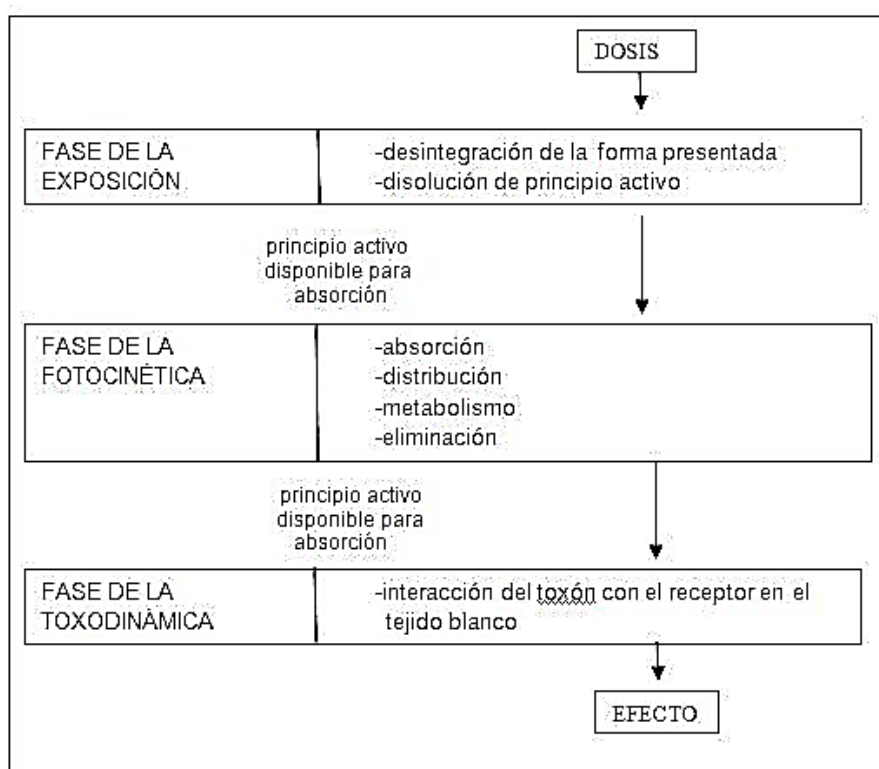 DOSIS
FASE DE LA
EXPOSICIÓN
-desintegración de la forma presentada
-disolución de principio activo
principio activo
disponible para
absorción
FASE DE LA
FOTOCINÈTICA
-absorción
-distribución
-metabolismo
-eliminación
principio activo
disponible para
absorción
FASE DE LA
TOXODINÀMICA
-interacción del toxón con el receptor en el
tejido blanco
EFECTO